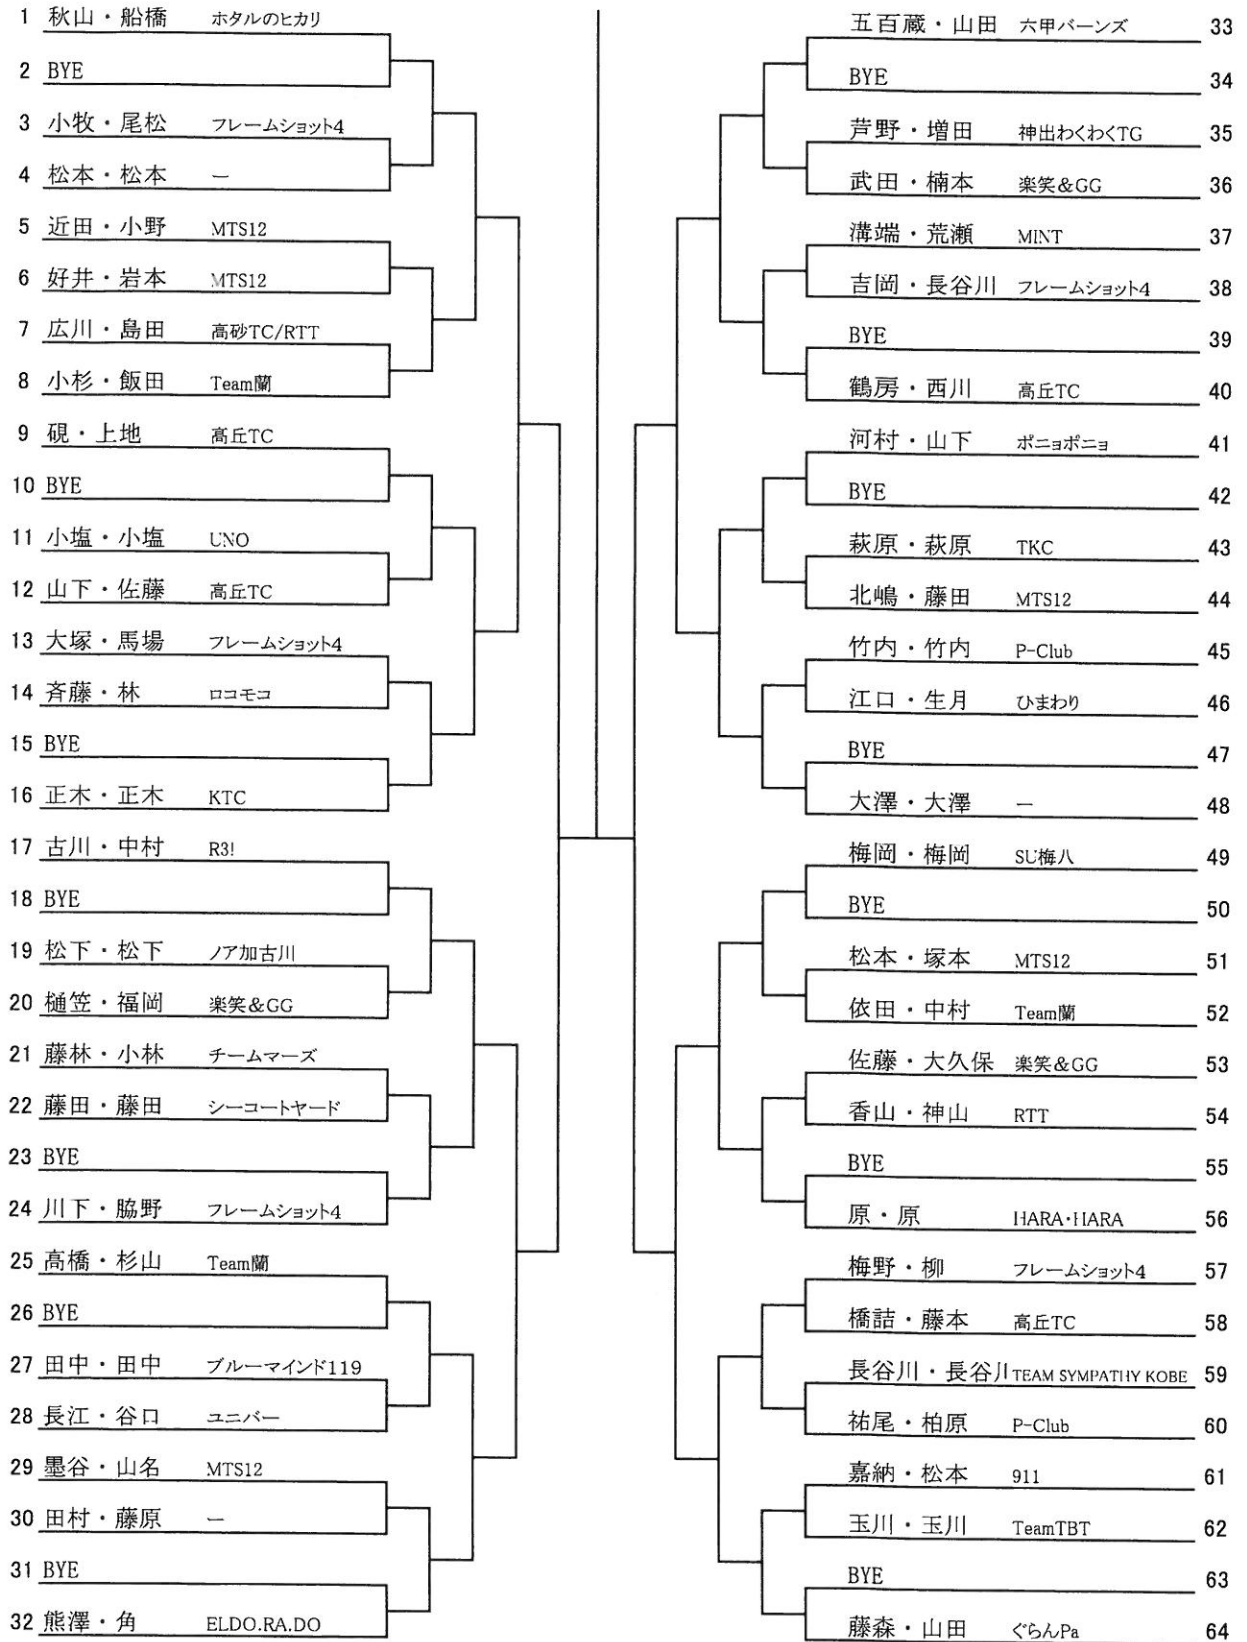 1 秋山・船橋 ホタルのヒカリ
2 BYE
3 小牧・尾松 フレームショット4
4 松本・松本 ー
5 近田・小野 MTS12
6 好井・岩本 MTS12
7 広川・島田 高砂TC/RTT
8 小杉・飯田 Team蘭
9 硯・上地 高丘TC
10 BYE
11 小塩・小塩 UNO
12 山下・佐藤 高丘TC
13 大塚・馬場 フレームショット4
14 斉藤・林 ロコモコ
15 BYE
16 正木・正木 KTC
17 古川・中村 R3!
18 BYE
19 松下・松下 ノア加古川
20 樋笠・福岡 楽笑&GG
21 藤林・小林 チームマーズ
22 藤田・藤田 シーコートヤード
23 BYE
24 川下・脇野 フレームショット4
25 高橋・杉山 Team蘭
26 BYE
27 田中・田中 ブルーマインド119
28 長江・谷口 ユニバー
29 墨谷・山名 MTS12
30 田村・藤原 ー
31 BYE
32 熊澤・角 ELDO.RA.DO
五百蔵・山田 六甲バーンズ 33
BYE 34
芦野・増田 神出わくわくTG 35
武田・楠本 楽笑&GG 36
溝端・荒瀬 MINT 37
吉岡・長谷川 フレームショット4 38
BYE 39
鶴房・西川 高丘TC 40
河村・山下 ポニョポニョ 41
BYE 42
萩原・萩原 TKC 43
北嶋・藤田 MTS12 44
竹内・竹内 P-Club 45
江口・生月 ひまわり 46
BYE 47
大澤・大澤 ー 48
梅岡・梅岡 SU梅八 49
BYE 50
松本・塚本 MTS12 51
依田・中村 Team蘭 52
佐藤・大久保 楽笑&GG 53
香山・神山 RTT 54
BYE 55
原・原 HARA・HARA 56
梅野・柳 フレームショット4 57
橋詰・藤本 高丘TC 58
長谷川・長谷川 TEAM SYMPATHY KOBE 59
祐尾・柏原 P-Club 60
嘉納・松本 911 61
玉川・玉川 TeamTBT 62
BYE 63
藤森・山田 ぐらんPa 64